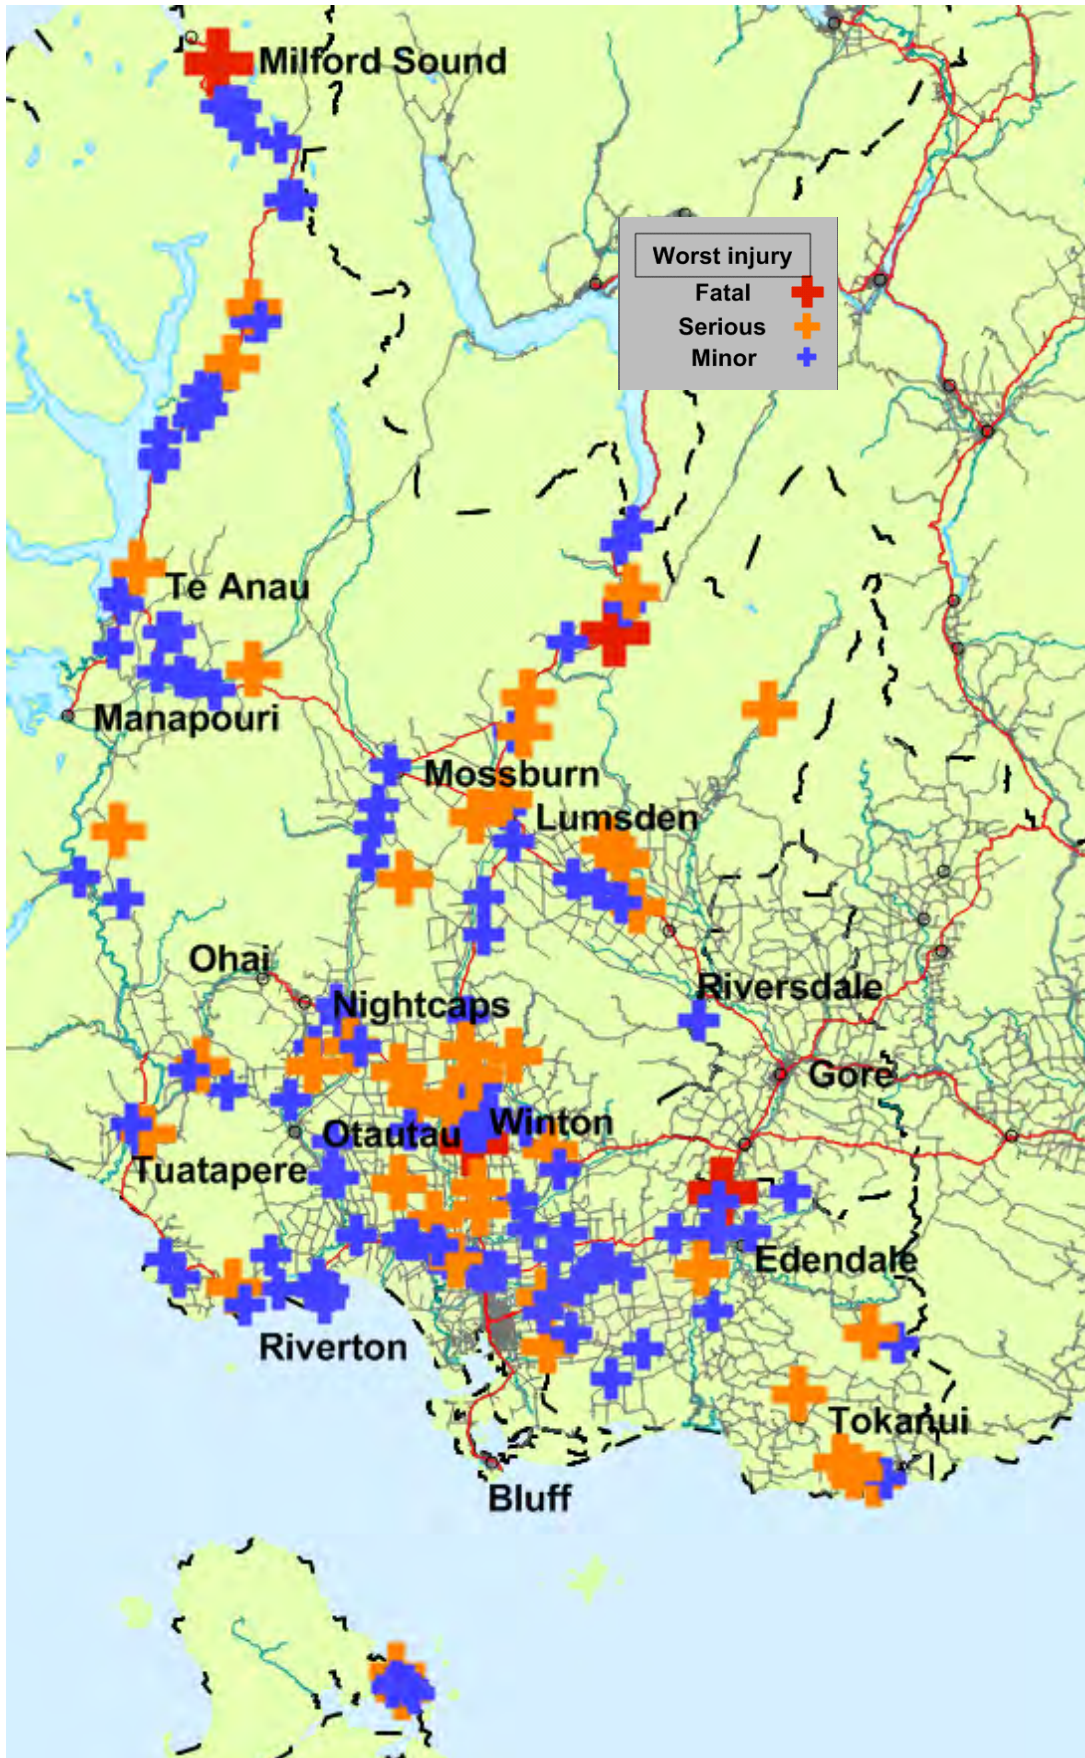 Milford Sound
Worst injury
Fatal
Serious
Minor
Te Anau
Manapouri
Mossburn
Lumsden
Ohai
Riversdale
Nightcaps
Gore
Winton
Otautau
Tuatapere
Edendale
Riverton
Tokanui
Bluff